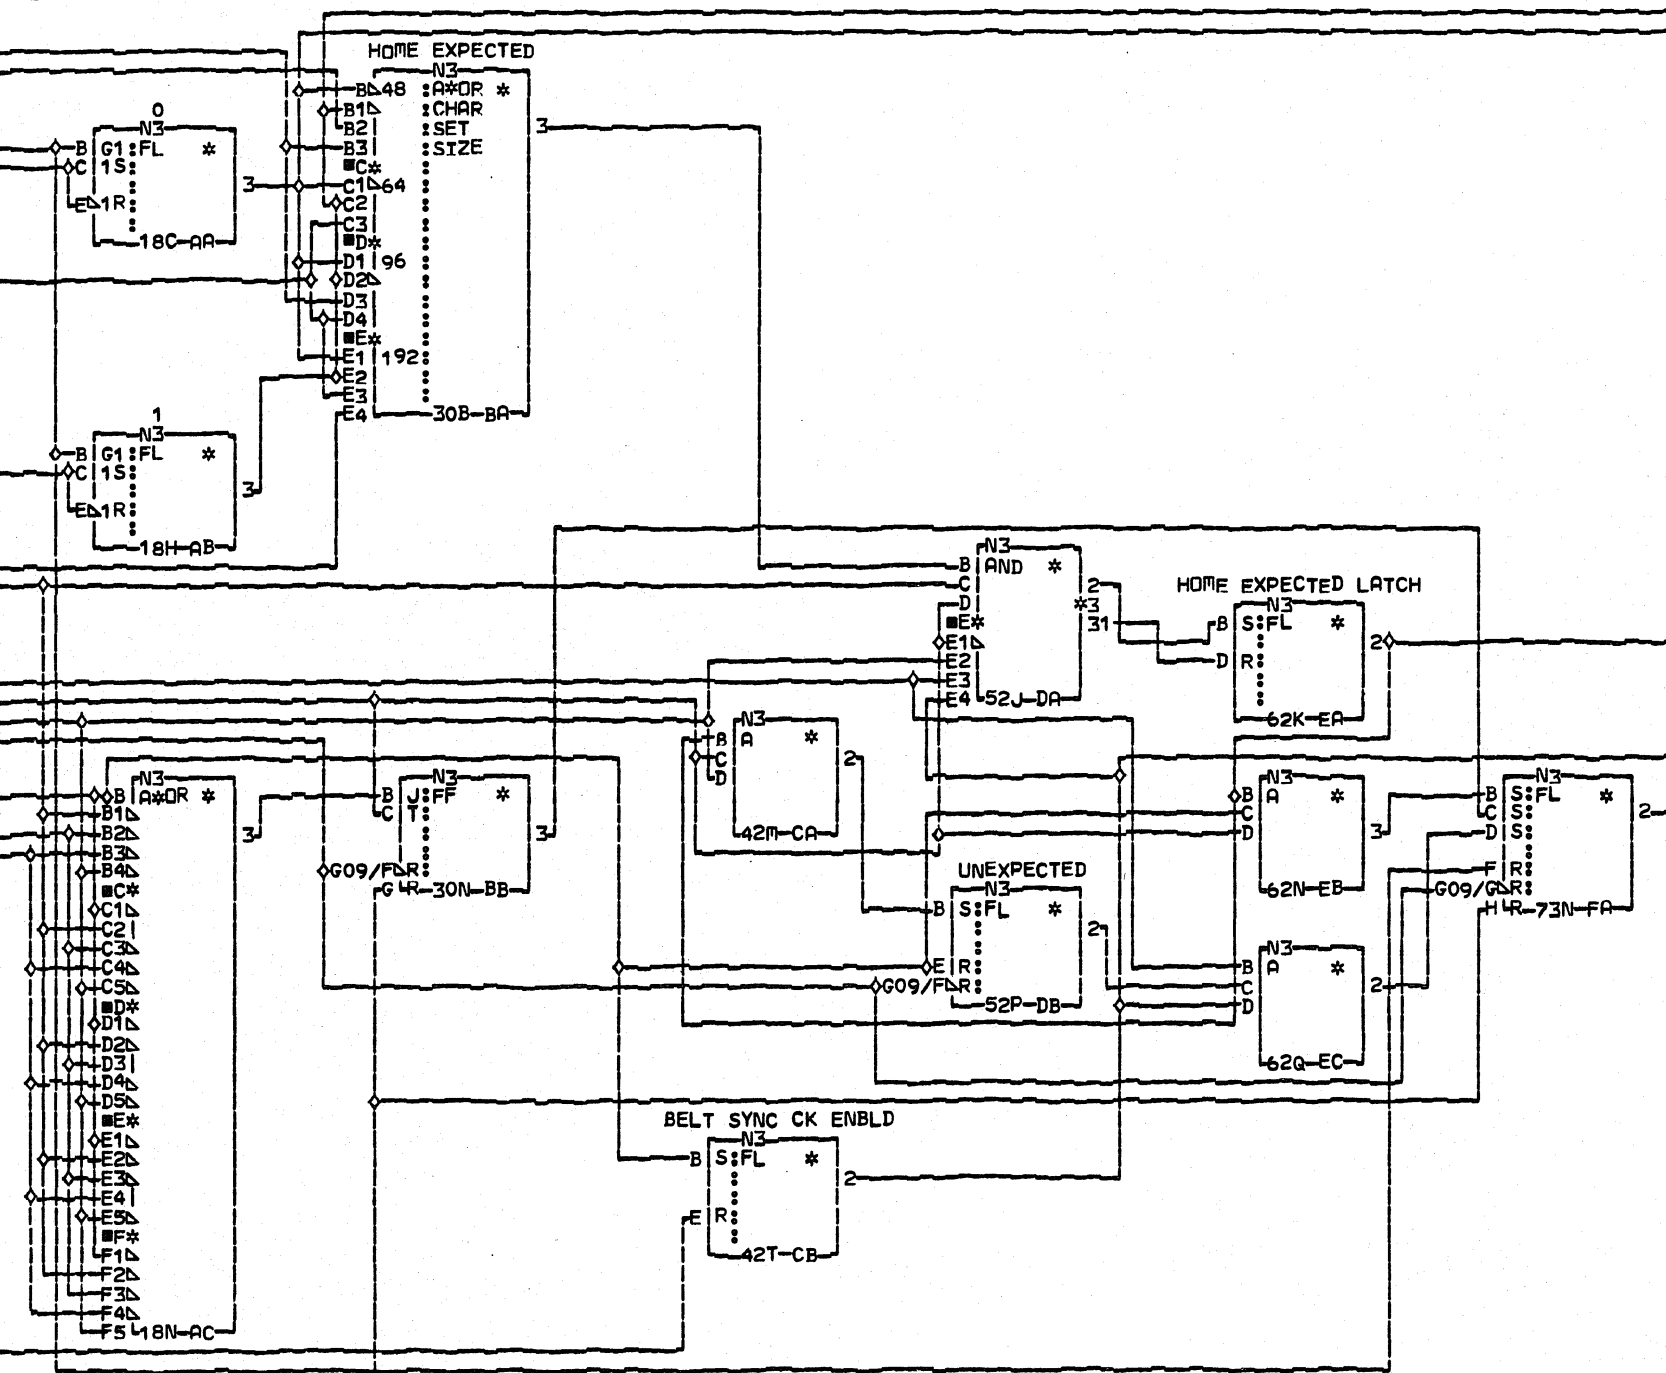 HOME EXPECTED
N3
B 48 A*OR *
B1 CHAR
B2 SET
B3 SIZE
■C*
C1 64
C2
C3
■D*
D1 96
D2
D3
D4
■E*
E1 192
E2
E3
E4 30B-BA
3
0
N3
B G1 FL *
C 1S
E 1R
18C-AA
3
1
N3
B G1 FL *
C 1S
E 1R
18H-AB
3
N3
B AND *
C
D
■E*
E1
E2
E3
E4 52J-DA
2
*3
31
HOME EXPECTED LATCH
N3
B S FL *
D R
62K-EA
2
N3
B A *
C
D
42M-CA
2
N3
B A*OR *
B1
B2
B3
B4
■C*
C1
C2
C3
C4
C5
■D*
D1
D2
D3
D4
D5
■E*
E1
E2
E3
E4
E5
■F*
F1
F2
F3
F4
F5 18N-AC
3
N3
B J FF *
C T
G09/F R
G R 30N-BB
3
UNEXPECTED
N3
B S FL *
E R
G09/F R
52P-DB
2
N3
B A *
C
D
62N-EB
3
N3
B A *
C
D
62Q-EC
2
N3
B S FL *
C S
D S
F R
G09/G R
H R 73N-FA
2
BELT SYNC CK ENBLD
N3
B S FL *
E R
42T-CB
2